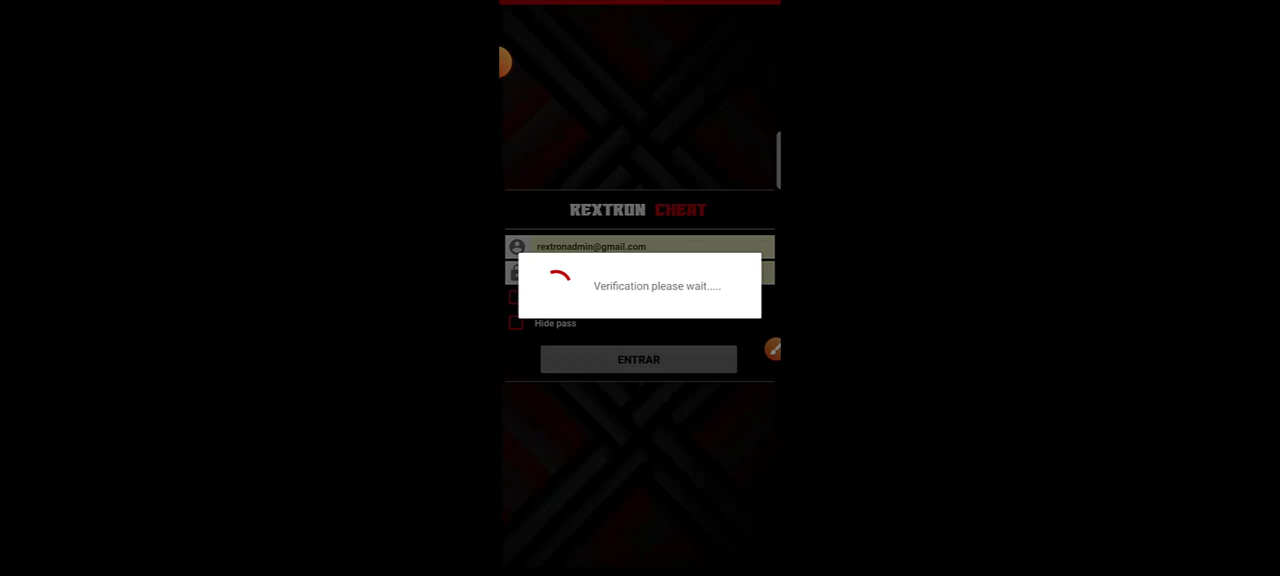 REXTRON CHEAT
rextronadmin@gmail.com
Verification please wait.....
Hide pass
ENTRAR